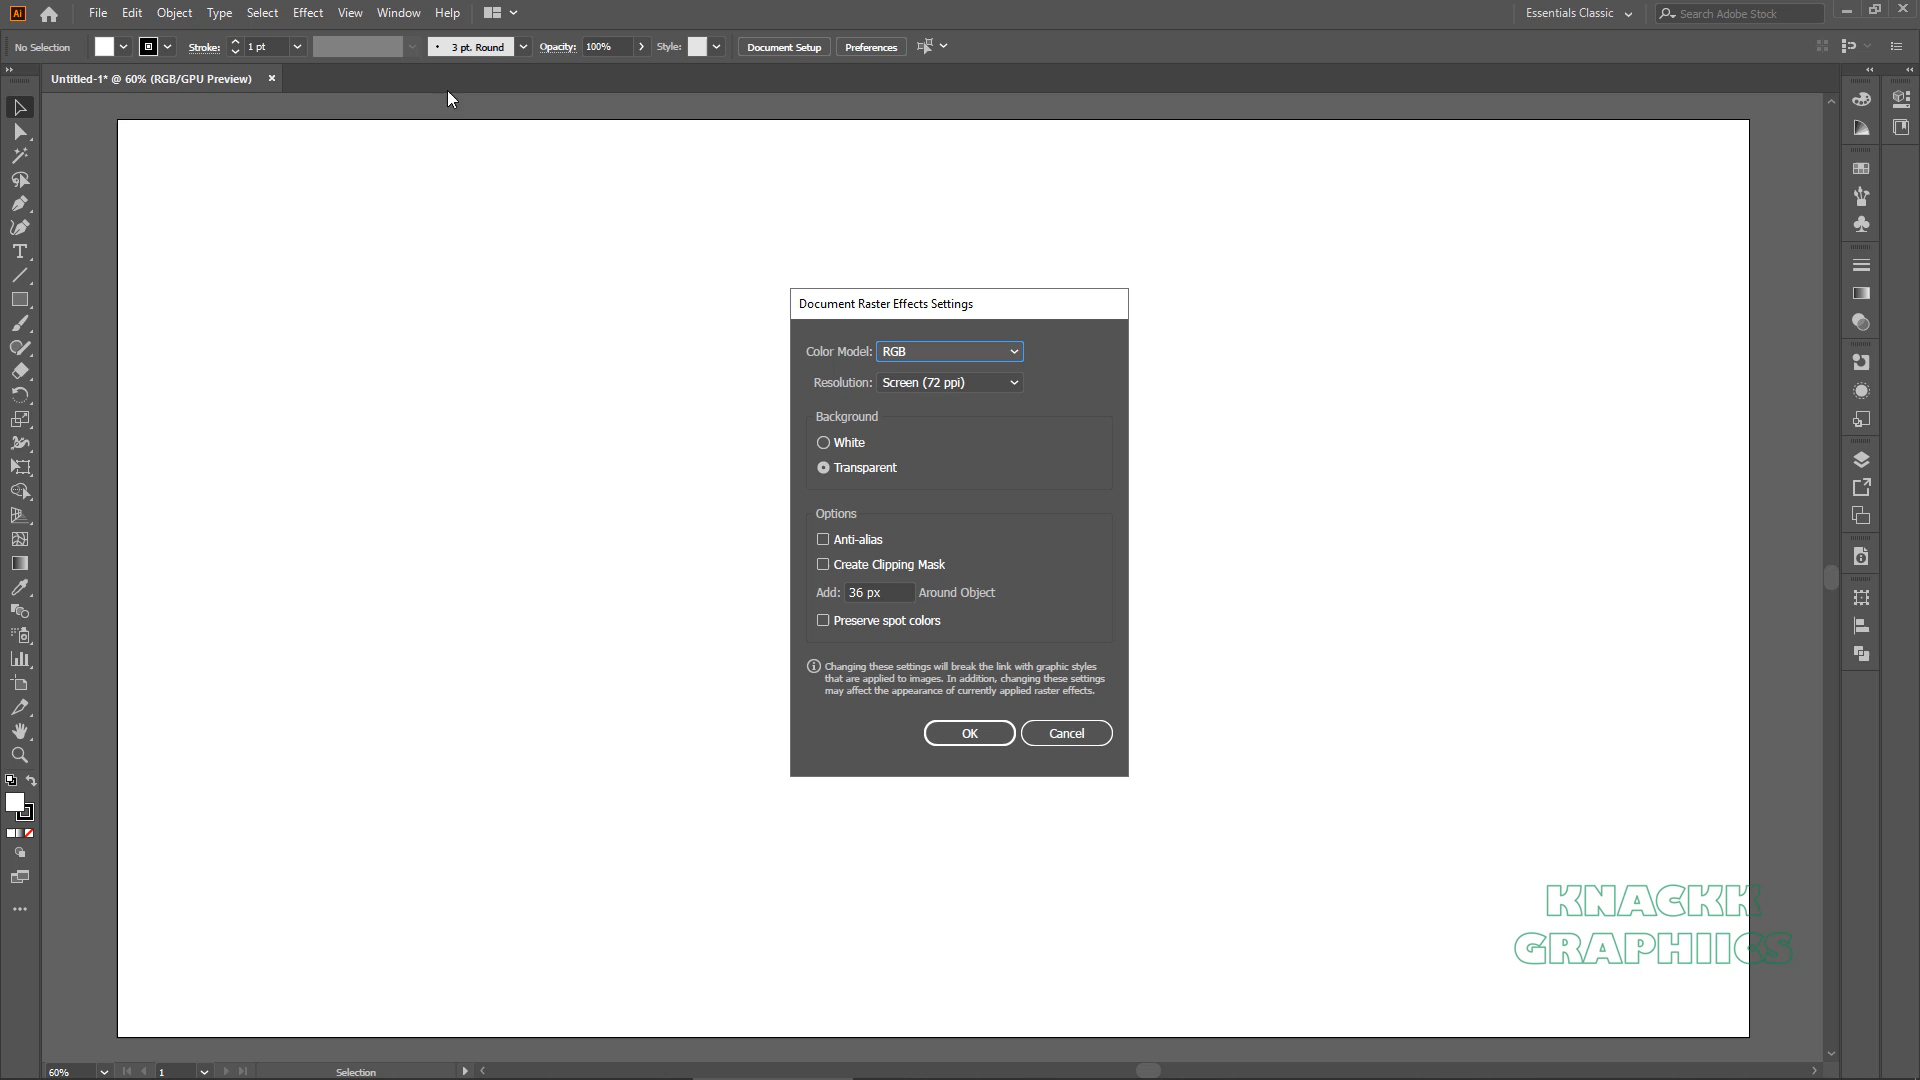 Ai
File Edit Object Type Select Effect View Window Help
Essentials Classic
Search Adobe Stock
No Selection
Stroke: 1 pt
3 pt. Round
Opacity: 100%
Style:
Document Setup
Preferences
Untitled-1* @ 60% (RGB/GPU Preview)
Document Raster Effects Settings
Color Model: RGB
Resolution: Screen (72 ppi)
Background
White
Transparent
Options
Anti-alias
Create Clipping Mask
Add: 36 px Around Object
Preserve spot colors
Changing these settings will break the link with graphic styles
that are applied to images. In addition, changing these settings
may affect the appearance of currently applied raster effects.
OK Cancel
KNACKK
GRAPHIICS
60% 1 Selection